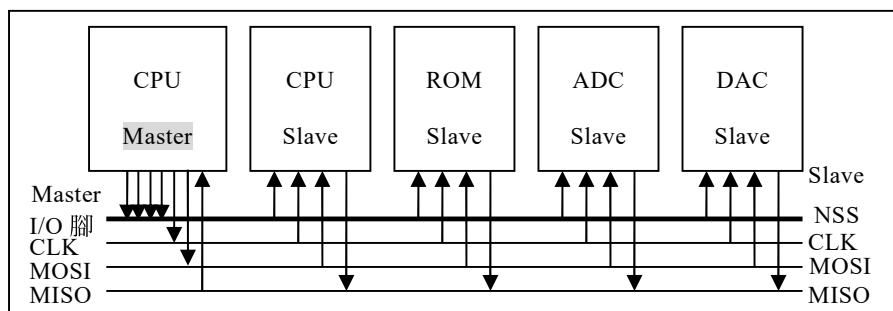 CPU CPU ROM ADC DAC
Master Slave Slave Slave Slave
Master Slave
I/O 腳 NSS
CLK CLK
MOSI MOSI
MISO MISO